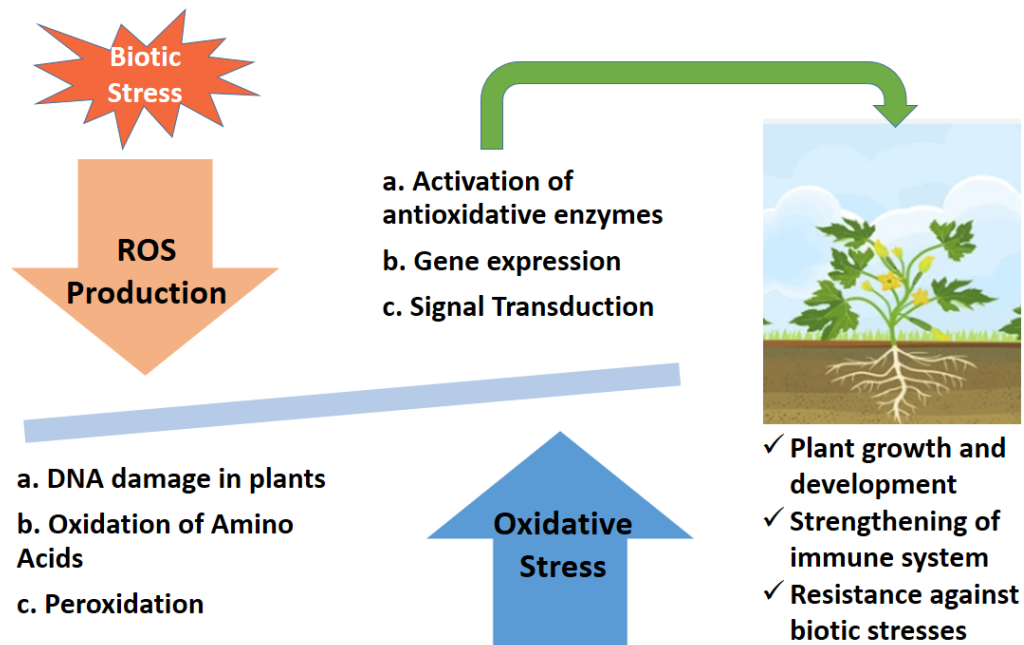 Biotic
Stress
ROS
Production
a. Activation of
antioxidative enzymes
b. Gene expression
c. Signal Transduction
a. DNA damage in plants
b. Oxidation of Amino
Acids
c. Peroxidation
Oxidative
Stress
✓ Plant growth and
development
✓ Strengthening of
immune system
✓ Resistance against
biotic stresses